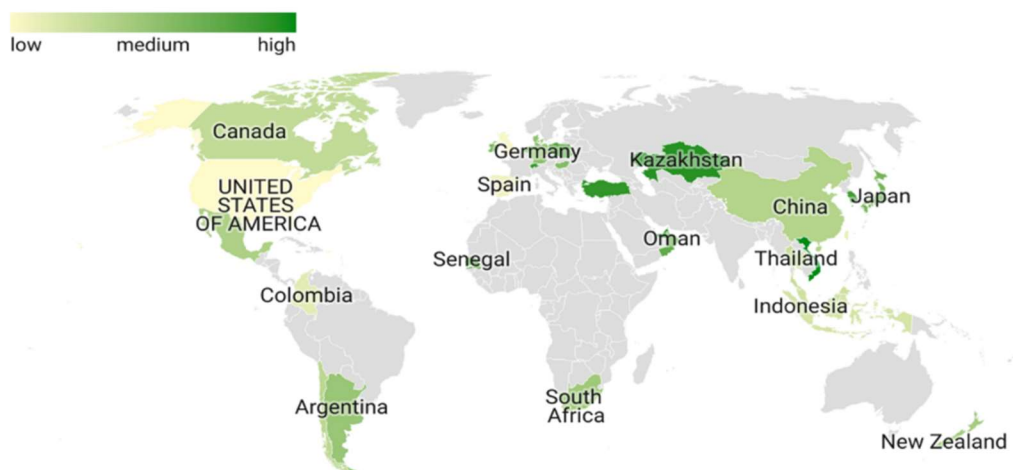 low medium high
Canada
Germany
Kazakhstan
Spain
UNITED
STATES
OF AMERICA
China
Japan
Oman
Senegal
Thailand
Colombia
Indonesia
South
Africa
Argentina
New Zealand